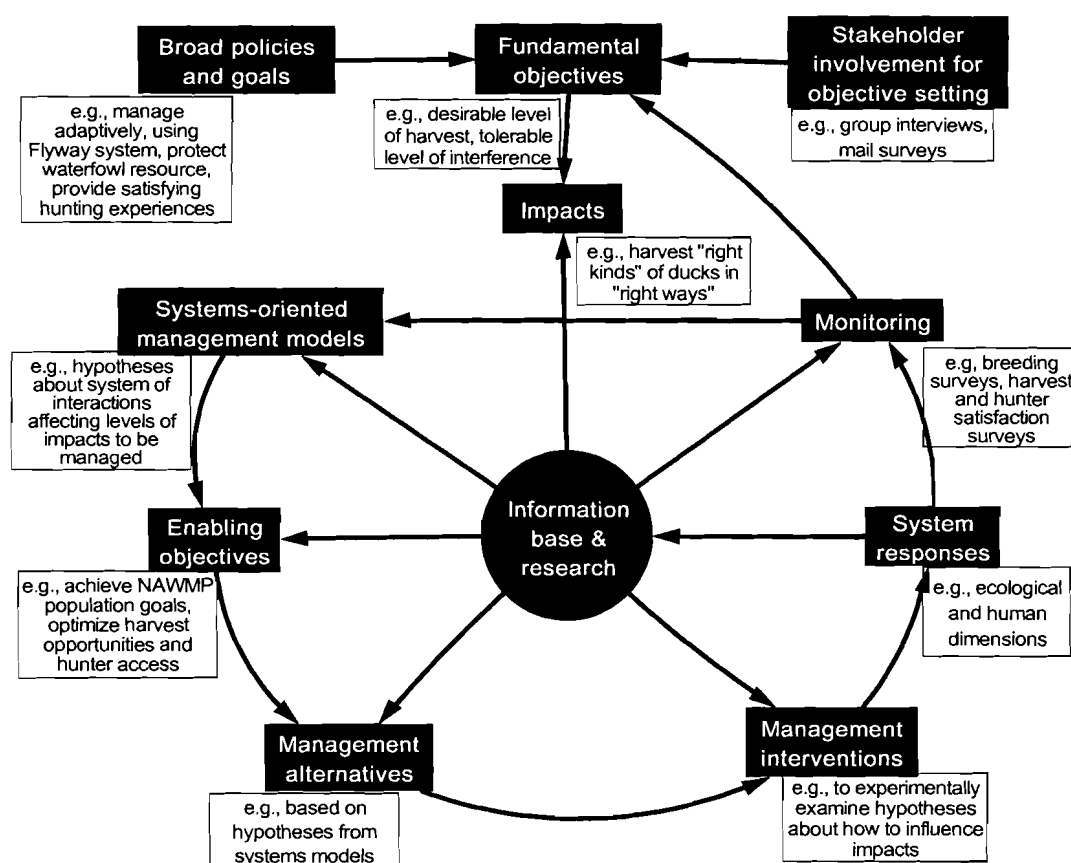 Broad policies
and goals
e.g., manage
adaptively, using
Flyway system, protect
waterfowl resource,
provide satisfying
hunting experiences
Fundamental
objectives
e.g., desirable level
of harvest, tolerable
level of interference
Stakeholder
involvement for
objective setting
e.g., group interviews,
mail surveys
Impacts
e.g., harvest "right
kinds" of ducks in
"right ways"
Systems-oriented
management models
e.g., hypotheses
about system of
interactions
affecting levels of
impacts to be
managed
Monitoring
e.g, breeding
surveys, harvest
and hunter
satisfaction
surveys
Information
base &
research
Enabling
objectives
e.g., achieve NAWMP
population goals,
optimize harvest
opportunities and
hunter access
System
responses
e.g., ecological
and human
dimensions
Management
alternatives
e.g., based on
hypotheses from
systems models
Management
interventions
e.g., to experimentally
examine hypotheses
about how to influence
impacts